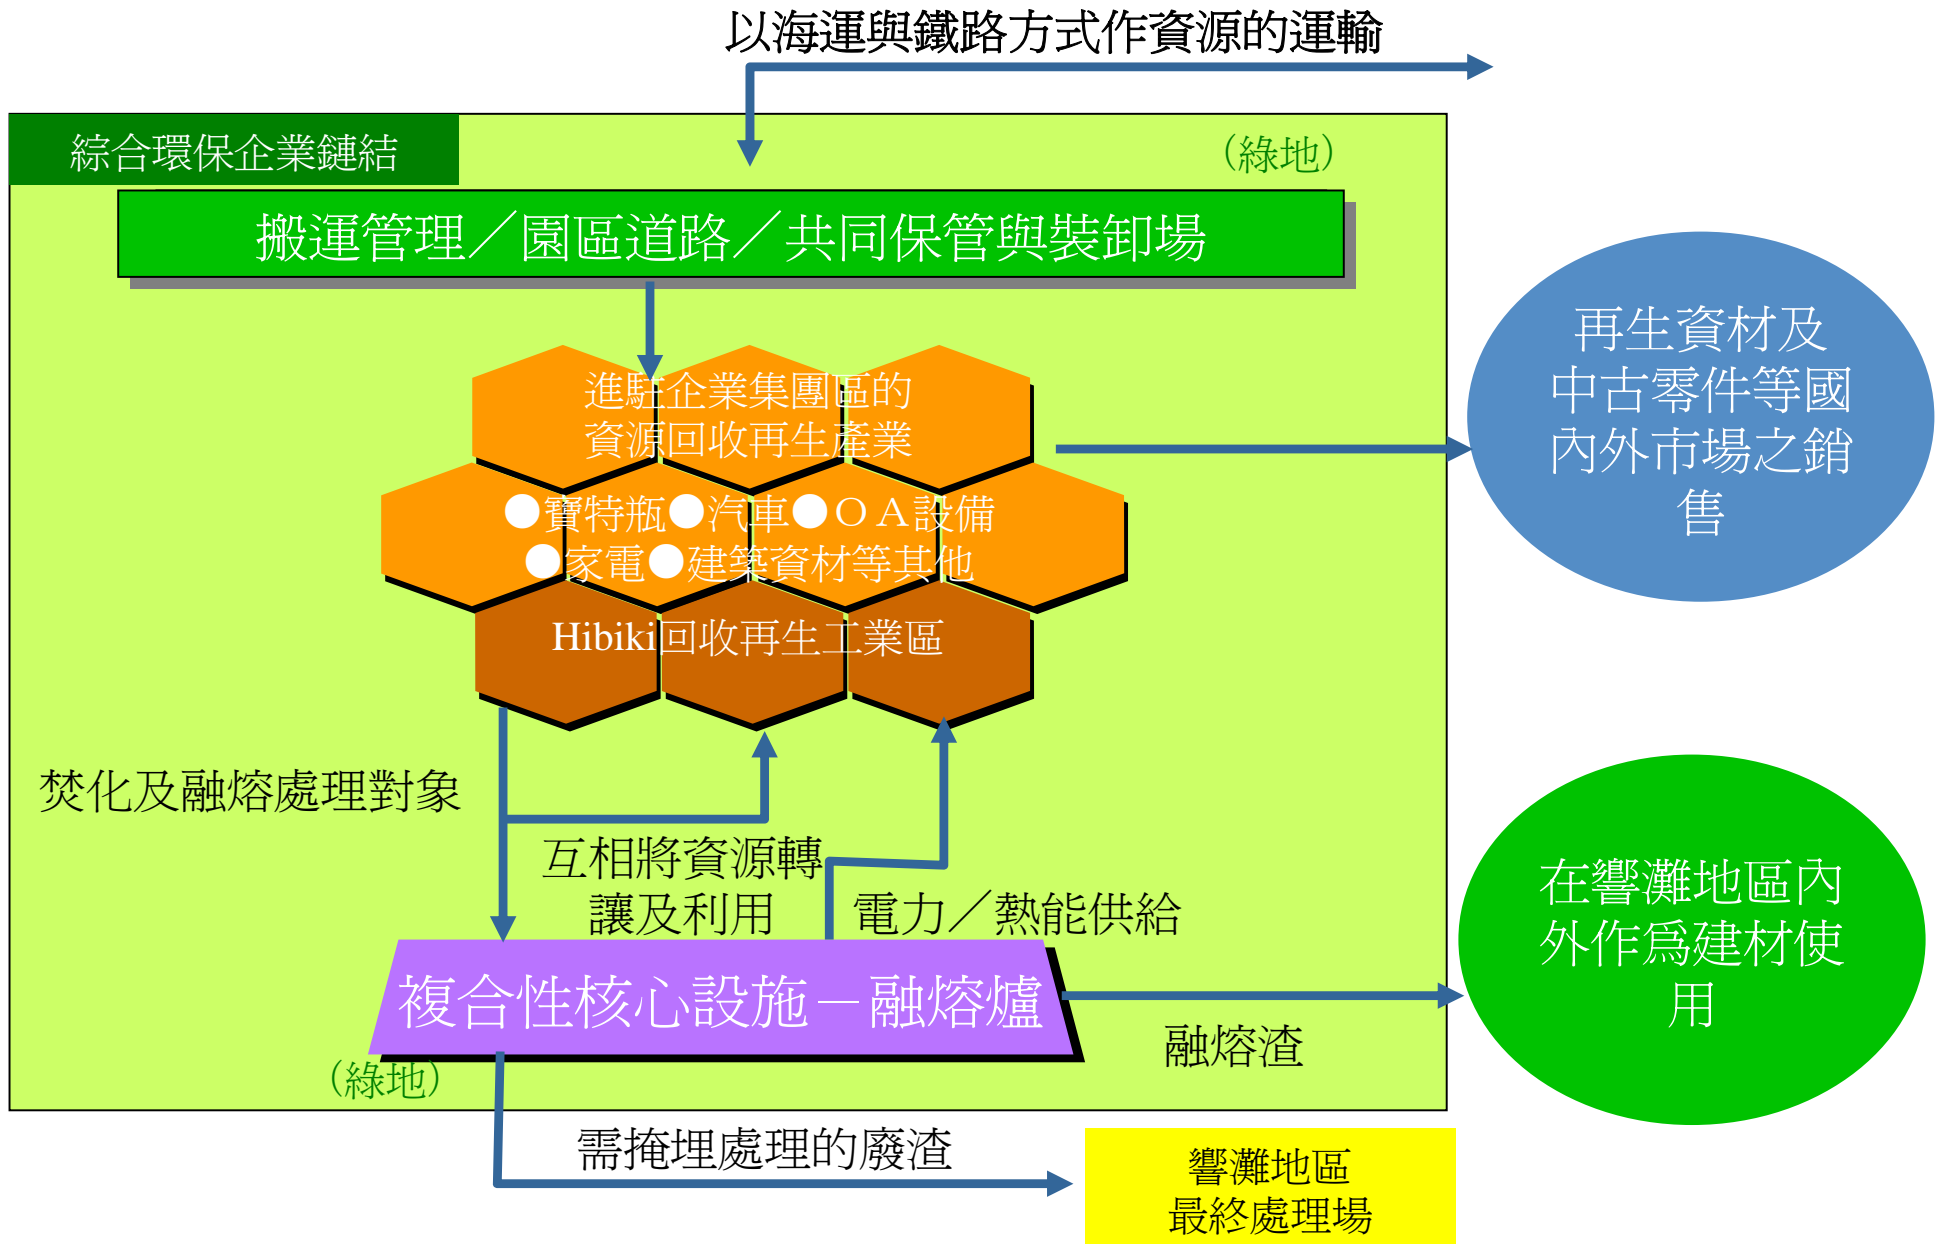 以海運與鐵路方式作資源的運輸
綜合環保企業鏈結
（綠地）
搬運管理／園區道路／共同保管與裝卸場
進駐企業集團區的
資源回收再生產業
●寶特瓶●汽車●ＯＡ設備
●家電●建築資材等其他
Hibiki回收再生工業區
再生資材及
中古零件等國
內外市場之銷
售
焚化及融熔處理對象
互相將資源轉
讓及利用
電力／熱能供給
複合性核心設施－融熔爐
在響灘地區內
外作為建材使
用
融熔渣
（綠地）
需掩埋處理的廢渣
響灘地區
最終處理場